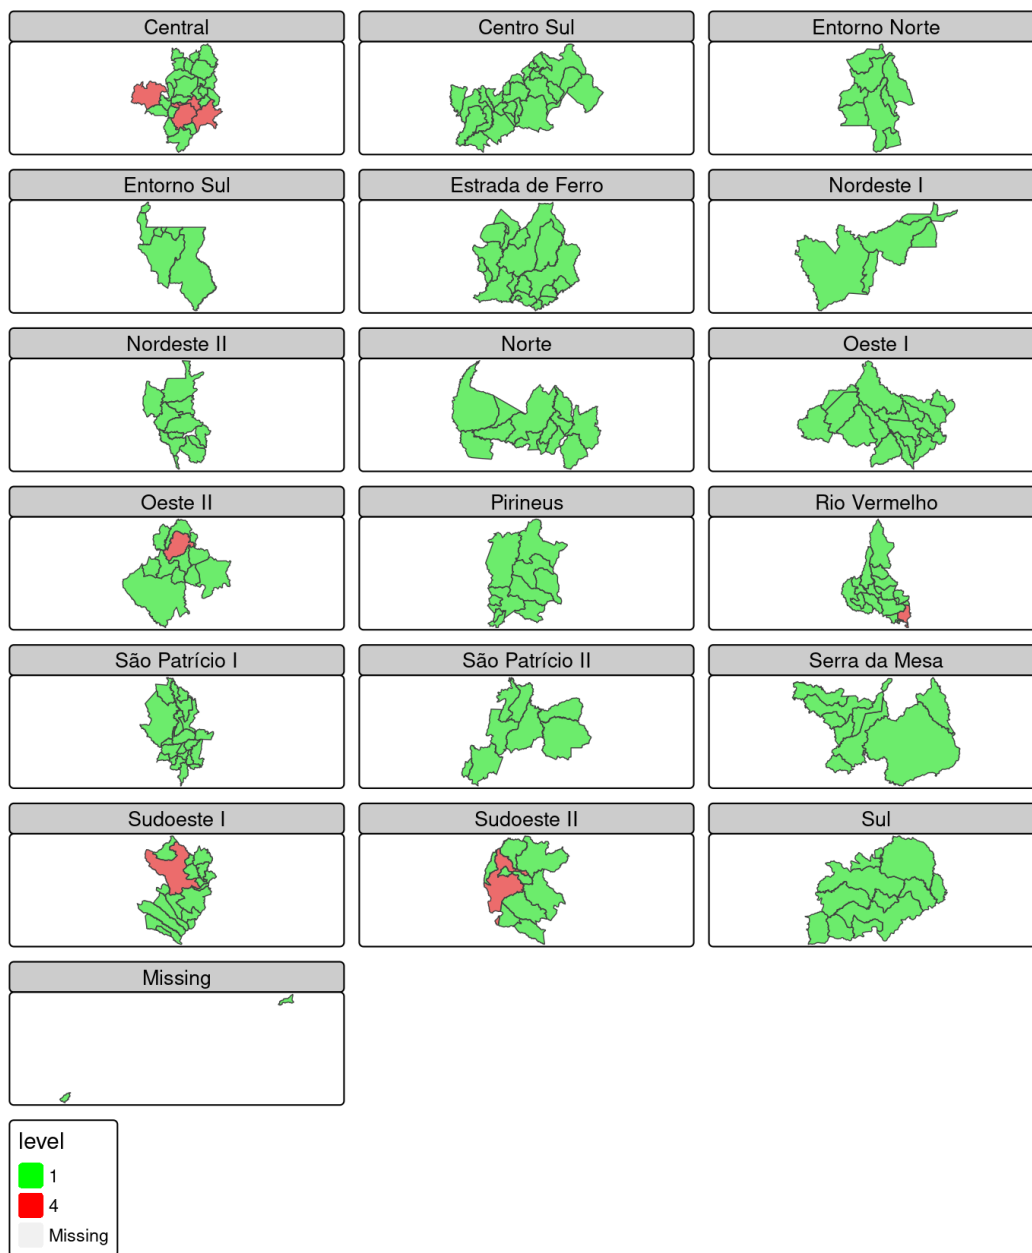 Central
Centro Sul
Entorno Norte
Entorno Sul
Estrada de Ferro
Nordeste I
Nordeste II
Norte
Oeste I
Oeste II
Pirineus
Rio Vermelho
São Patrício I
São Patrício II
Serra da Mesa
Sudoeste I
Sudoeste II
Sul
Missing
level
1
4
Missing